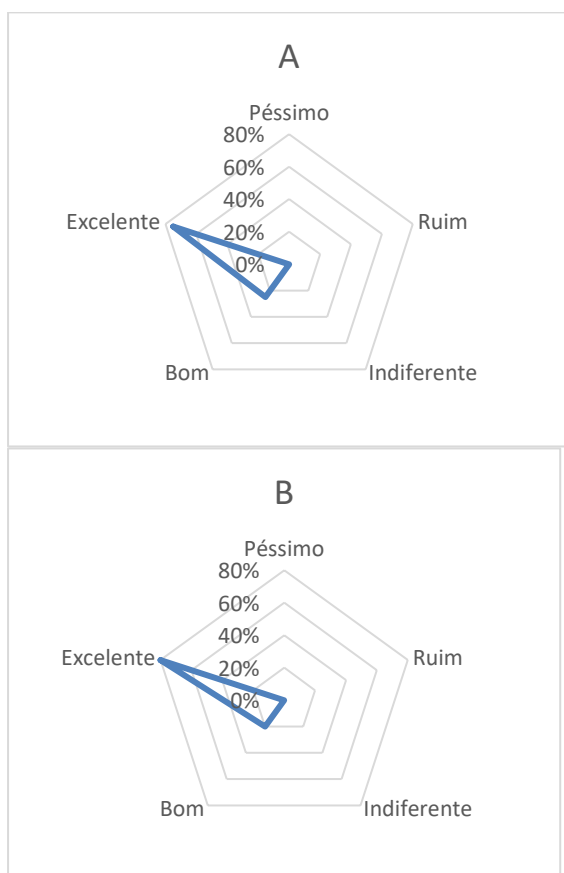 A
Péssimo
80%
60%
40%
20%
0%
Excelente
Ruim
Bom
Indiferente
B
Péssimo
80%
60%
40%
20%
0%
Excelente
Ruim
Bom
Indiferente